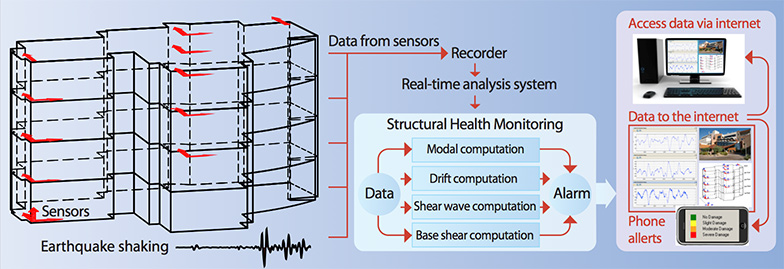 Data from sensors
Recorder
Real-time analysis system
Structural Health Monitoring
Data
Modal computation
Drift computation
Shear wave computation
Base shear computation
Alarm
Sensors
Earthquake shaking
Access data via internet
Data to the internet
Phone
allerts
No Damage
Slight Damage
Moderate Damage
Severe Damage